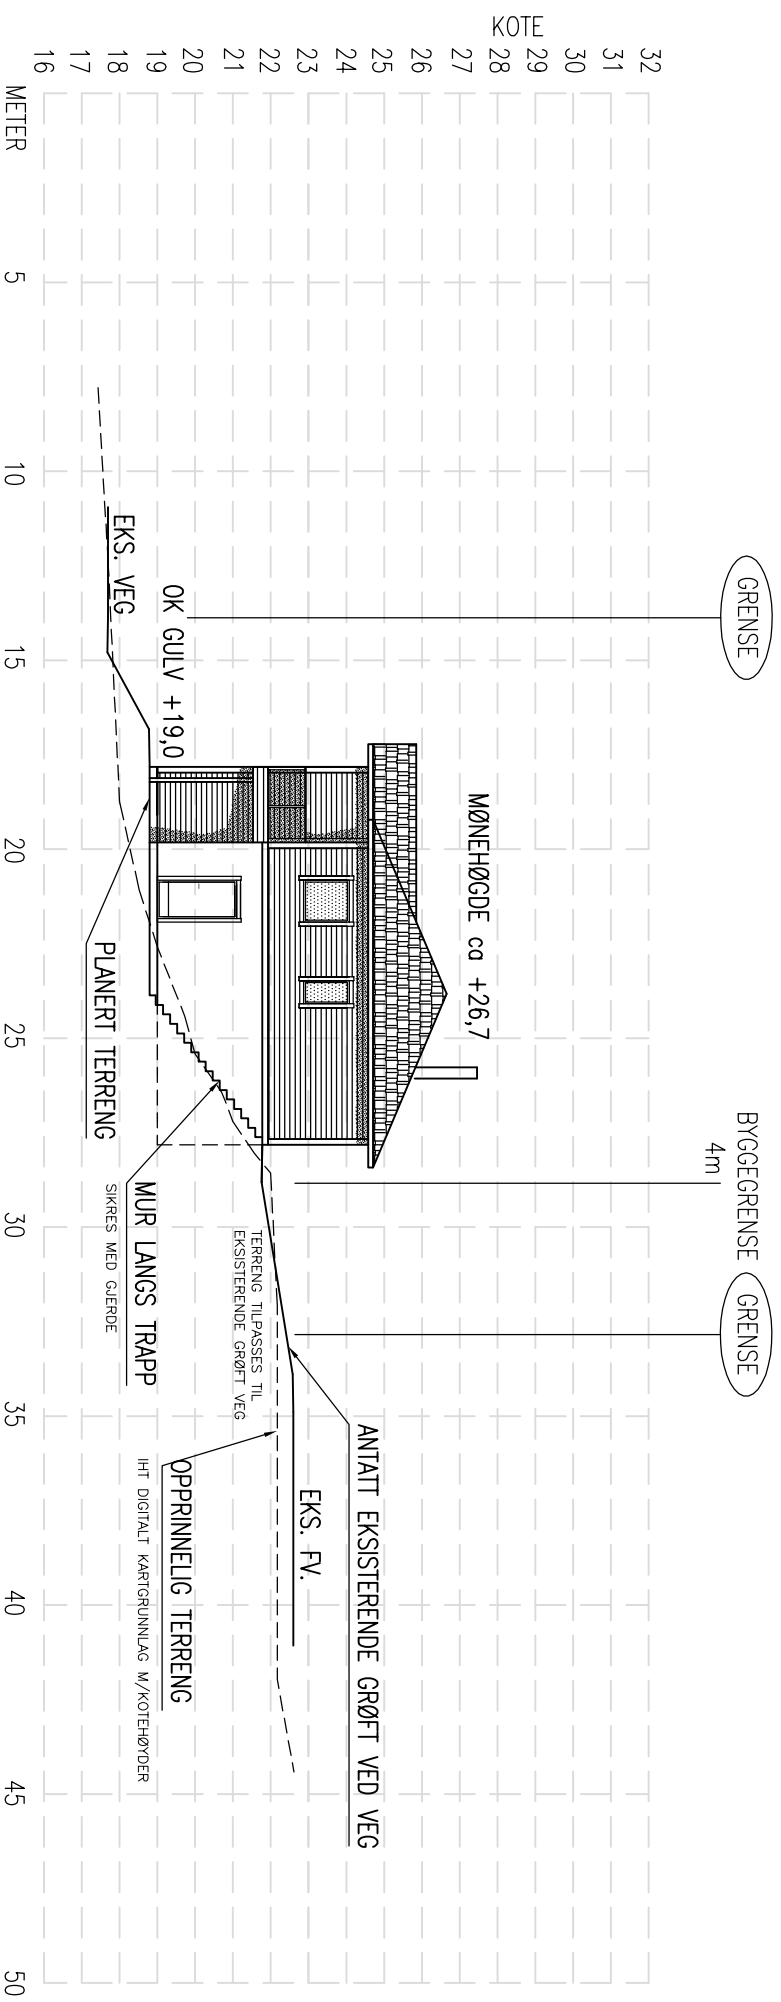 KOTE
32
31
30
29
28
27
26
25
24
23
22
21
20
19
18
17
16
METER
5
10
15
20
25
30
35
40
45
50
GRENSE
BYGGEGRENSE
4m
GRENSE
MØNEHØGDE ca +26,7
OK GULV +19,0
EKS. VEG
PLANERT TERRENG
MUR LANGS TRAPP
SIKRES MED GJERDE
TERRENG TILPASSES TIL
EKSISTERENDE GRØFT VEG
ANTATT EKSISTERENDE GRØFT VED VEG
EKS. FV.
OPPRINNELIG TERRENG
IHT DIGITALT KARTGRUNNLAG M/KOTEHØYDER